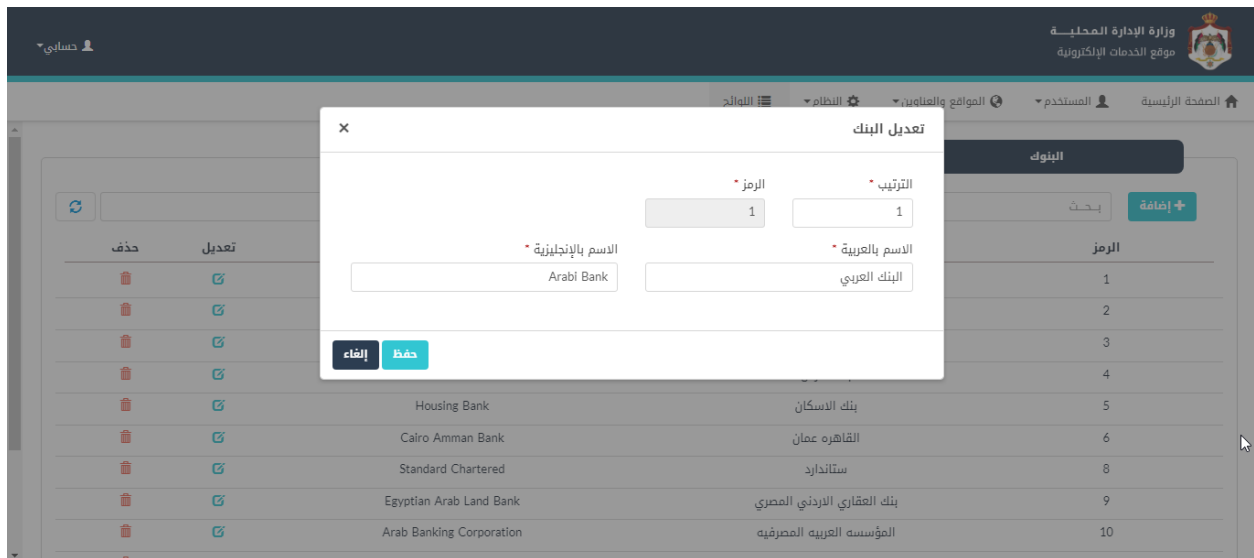 وزارة الإدارة المحليـــة
موقع الخدمات الإلكترونية
حسابي
الصفحة الرئيسية المستخدم المواقع والعناوين النظام اللوائح
تعديل البنك ×
الترتيب * الرمز *
1 1
الاسم بالعربية * الاسم بالإنجليزية *
البنك العربي Arabi Bank
حفظ إلغاء
البنوك
+ إضافة بـحـث
الرمز تعديل حذف
1
2
3
4
5 بنك الاسكان Housing Bank
6 القاهره عمان Cairo Amman Bank
8 ستاندارد Standard Chartered
9 بنك العقاري الاردني المصري Egyptian Arab Land Bank
10 المؤسسه العربيه المصرفيه Arab Banking Corporation